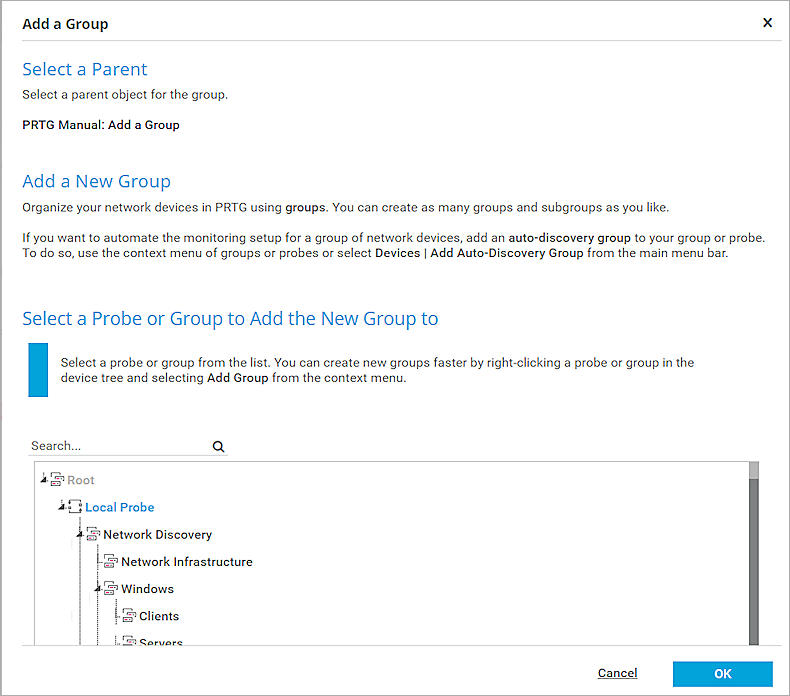 Add a Group
Select a Parent
Select a parent object for the group.
PRTG Manual: Add a Group
Add a New Group
Organize your network devices in PRTG using groups. You can create as many groups and subgroups as you like.
If you want to automate the monitoring setup for a group of network devices, add an auto-discovery group to your group or probe.
To do so, use the context menu of groups or probes or select Devices | Add Auto-Discovery Group from the main menu bar.
Select a Probe or Group to Add the New Group to
Select a probe or group from the list. You can create new groups faster by right-clicking a probe or group in the
device tree and selecting Add Group from the context menu.
Search...
Root
Local Probe
Network Discovery
Network Infrastructure
Windows
Clients
Servers
Cancel
OK